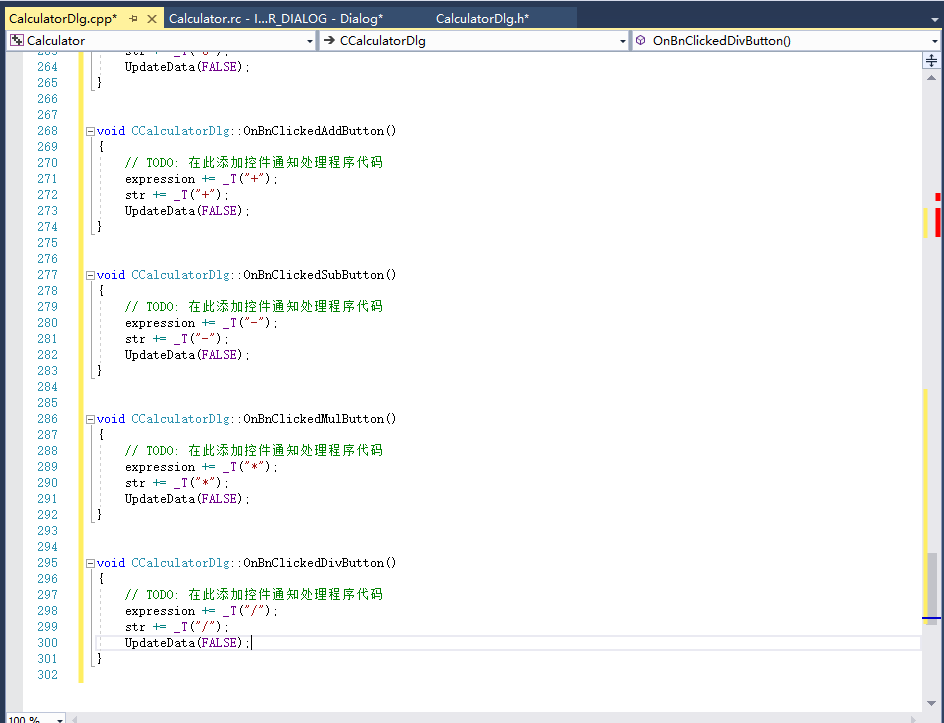 CalculatorDlg.cpp* Calculator.rc - I...R_DIALOG - Dialog* CalculatorDlg.h*
Calculator CCalculatorDlg OnBnClickedDivButton()
264 UpdateData(FALSE);
265 }
266
267
268 void CCalculatorDlg::OnBnClickedAddButton()
269 {
270 // TODO: 在此添加控件通知处理程序代码
271 expression += _T("+");
272 str += _T("+");
273 UpdateData(FALSE);
274 }
275
276
277 void CCalculatorDlg::OnBnClickedSubButton()
278 {
279 // TODO: 在此添加控件通知处理程序代码
280 expression += _T("-");
281 str += _T("-");
282 UpdateData(FALSE);
283 }
284
285
286 void CCalculatorDlg::OnBnClickedMulButton()
287 {
288 // TODO: 在此添加控件通知处理程序代码
289 expression += _T("*");
290 str += _T("*");
291 UpdateData(FALSE);
292 }
293
294
295 void CCalculatorDlg::OnBnClickedDivButton()
296 {
297 // TODO: 在此添加控件通知处理程序代码
298 expression += _T("/");
299 str += _T("/");
300 UpdateData(FALSE);
301 }
302
100 %